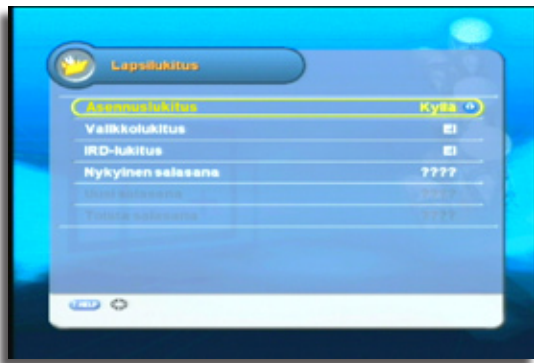 Lapsilukitus
Asennuslukitus Kyllä
Valikkolukitus Ei
IRD-lukitus Ei
Nykyinen salasana ????
Uusi salasana ????
Toista salasana ????
HELP